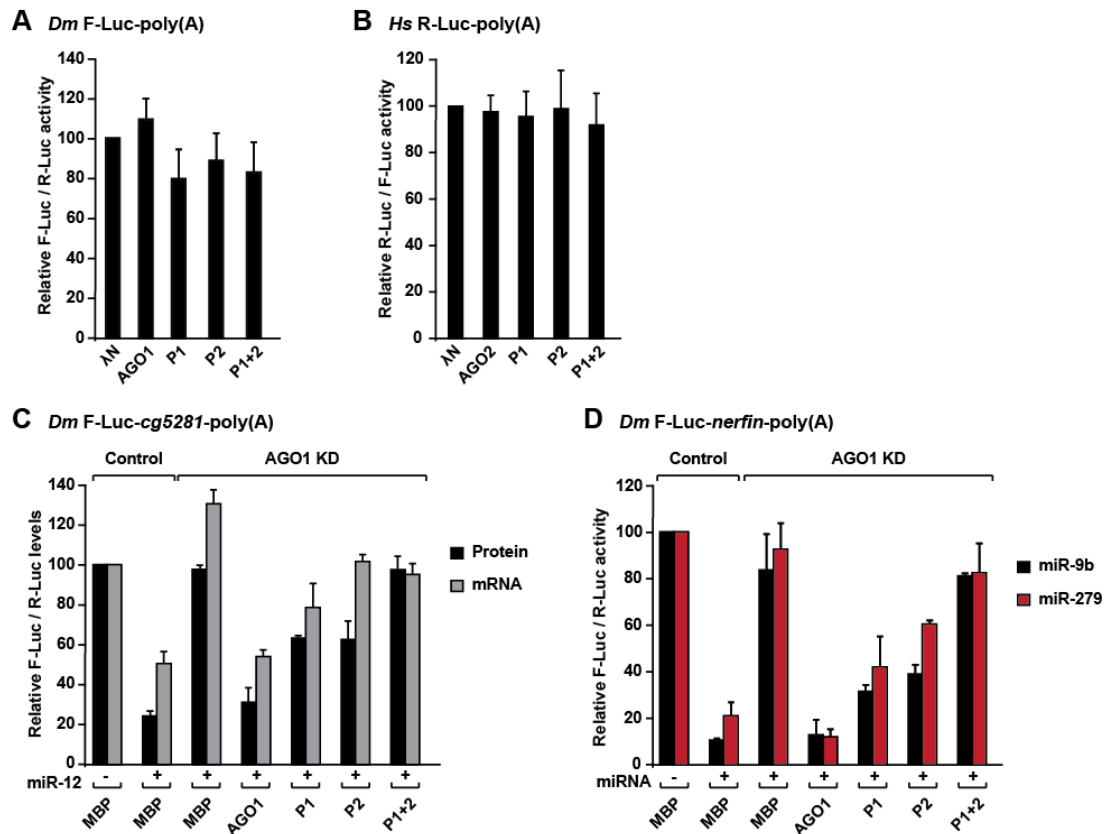 A Dm F-Luc-poly(A)
Relative F-Luc / R-Luc activity
140
120
100
80
60
40
20
0
λN
AGO1
P1
P2
P1+2
B Hs R-Luc-poly(A)
Relative R-Luc / F-Luc activity
120
100
80
60
40
20
0
λN
AGO2
P1
P2
P1+2
C Dm F-Luc-cg5281-poly(A)
Control
AGO1 KD
Relative F-Luc / R-Luc levels
140
120
100
80
60
40
20
0
Protein
mRNA
miR-12 - + + + + + +
MBP
MBP
MBP
AGO1
P1
P2
P1+2
D Dm F-Luc-nerfin-poly(A)
Control
AGO1 KD
Relative F-Luc / R-Luc activity
120
100
80
60
40
20
0
miR-9b
miR-279
miRNA - + + + + + +
MBP
MBP
MBP
AGO1
P1
P2
P1+2